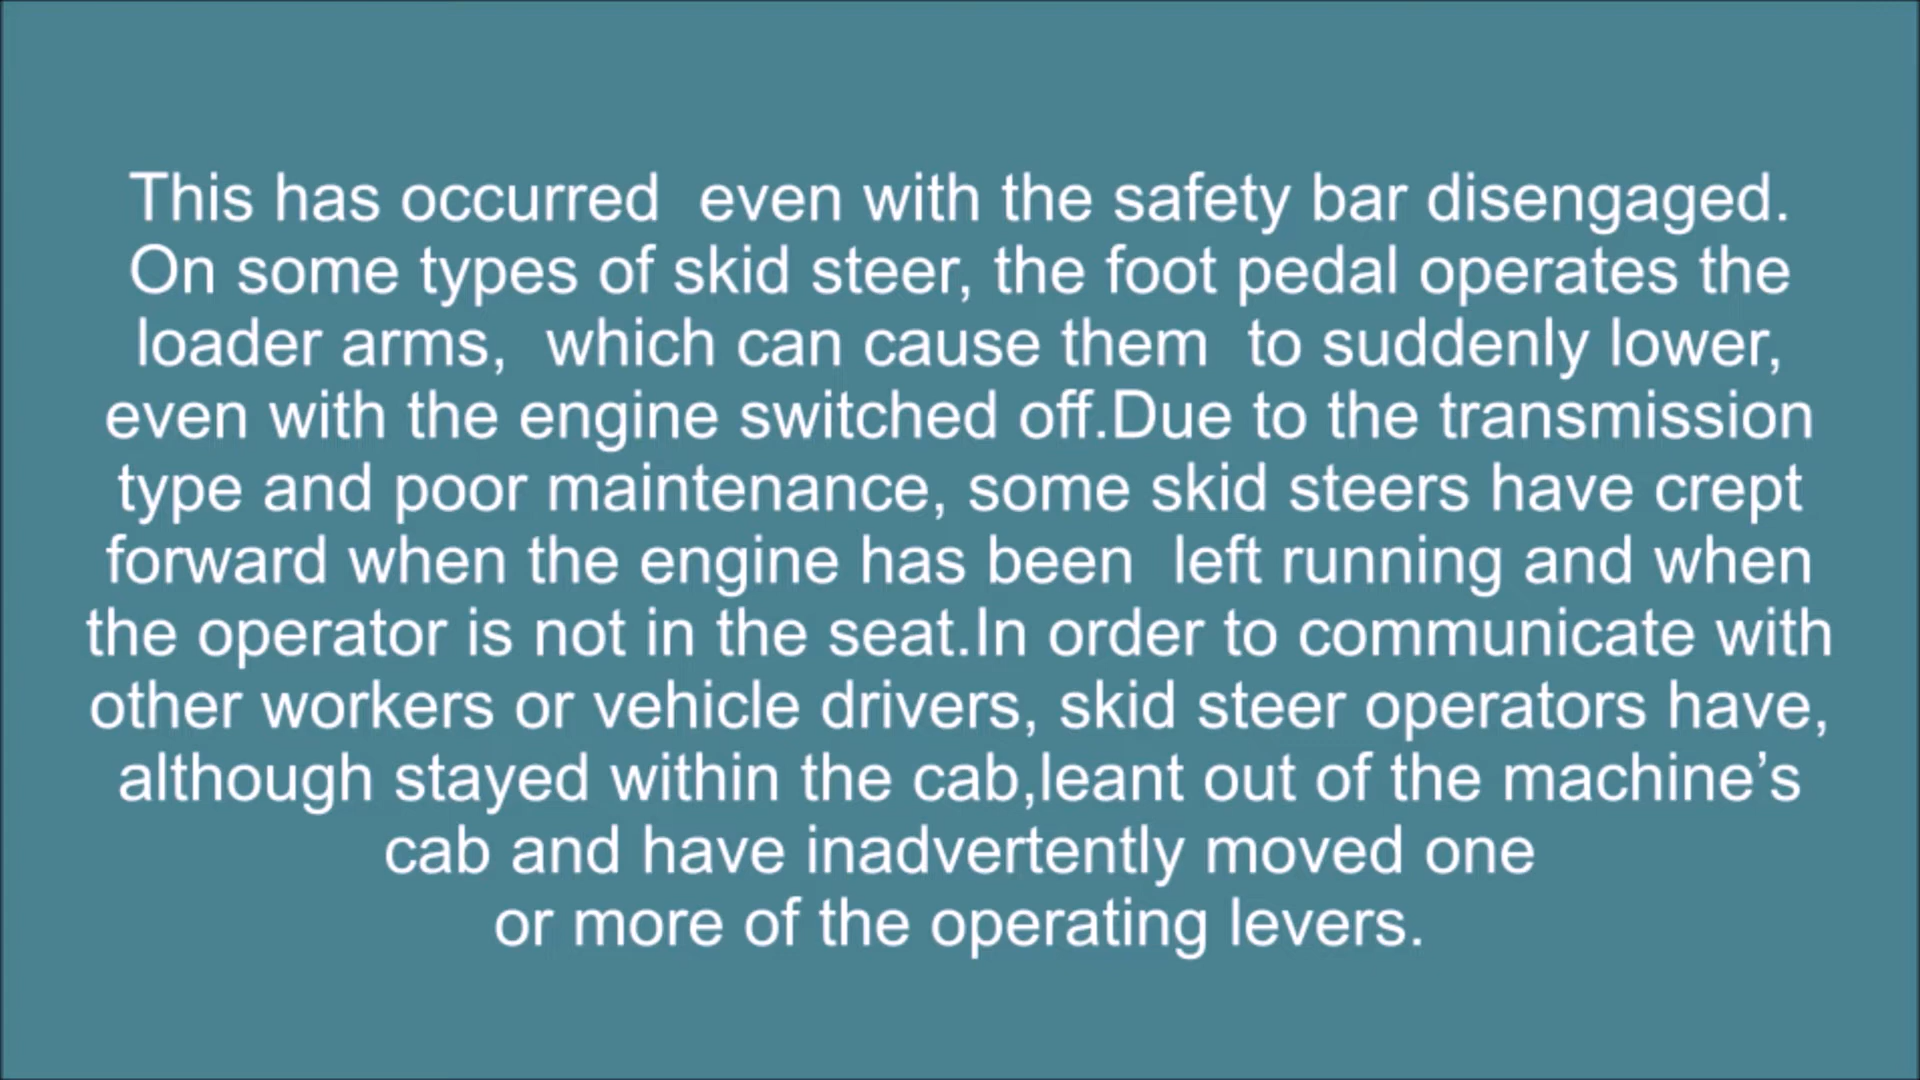 This has occurred  even with the safety bar disengaged.
On some types of skid steer, the foot pedal operates the
loader arms,  which can cause them  to suddenly lower,
even with the engine switched off.Due to the transmission
type and poor maintenance, some skid steers have crept
forward when the engine has been  left running and when
the operator is not in the seat.In order to communicate with
other workers or vehicle drivers, skid steer operators have,
although stayed within the cab,leant out of the machine’s
cab and have inadvertently moved one
or more of the operating levers.